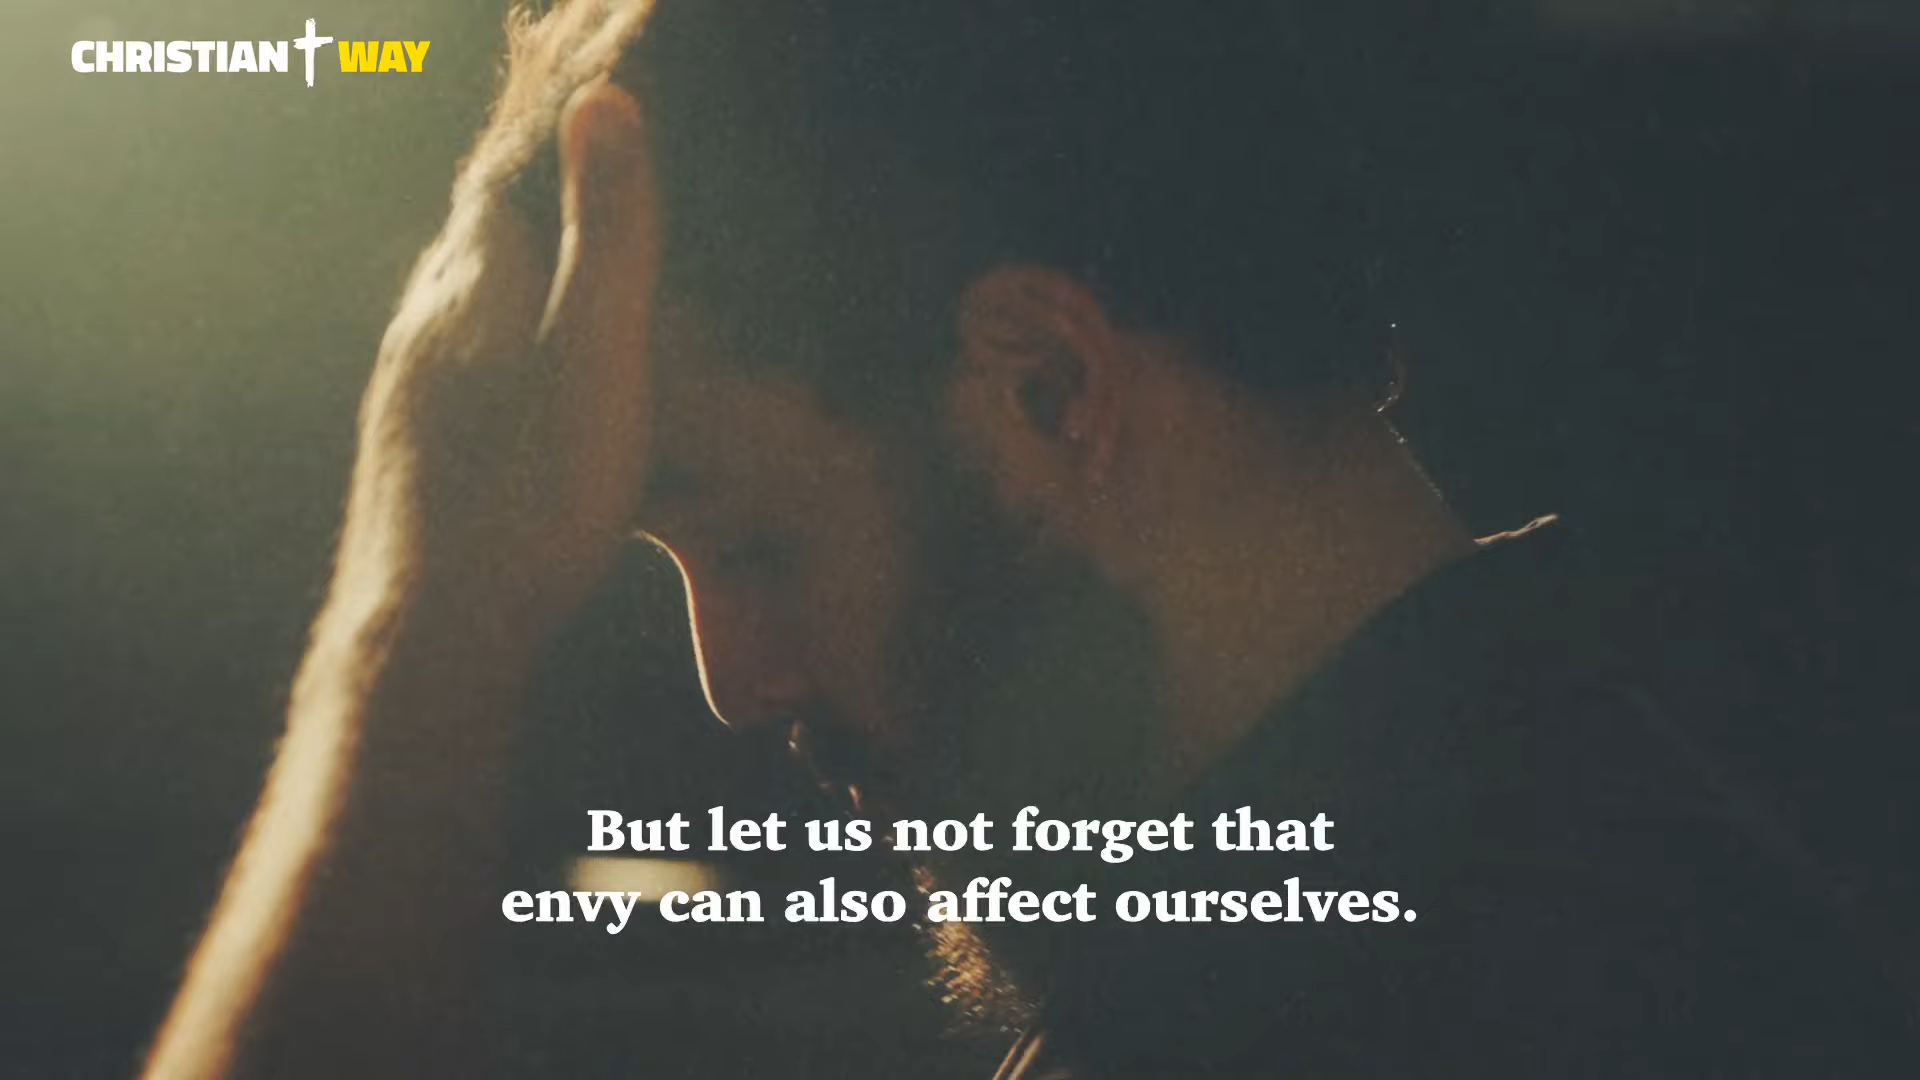 CHRISTIAN WAY
But let us not forget that
envy can also affect ourselves.